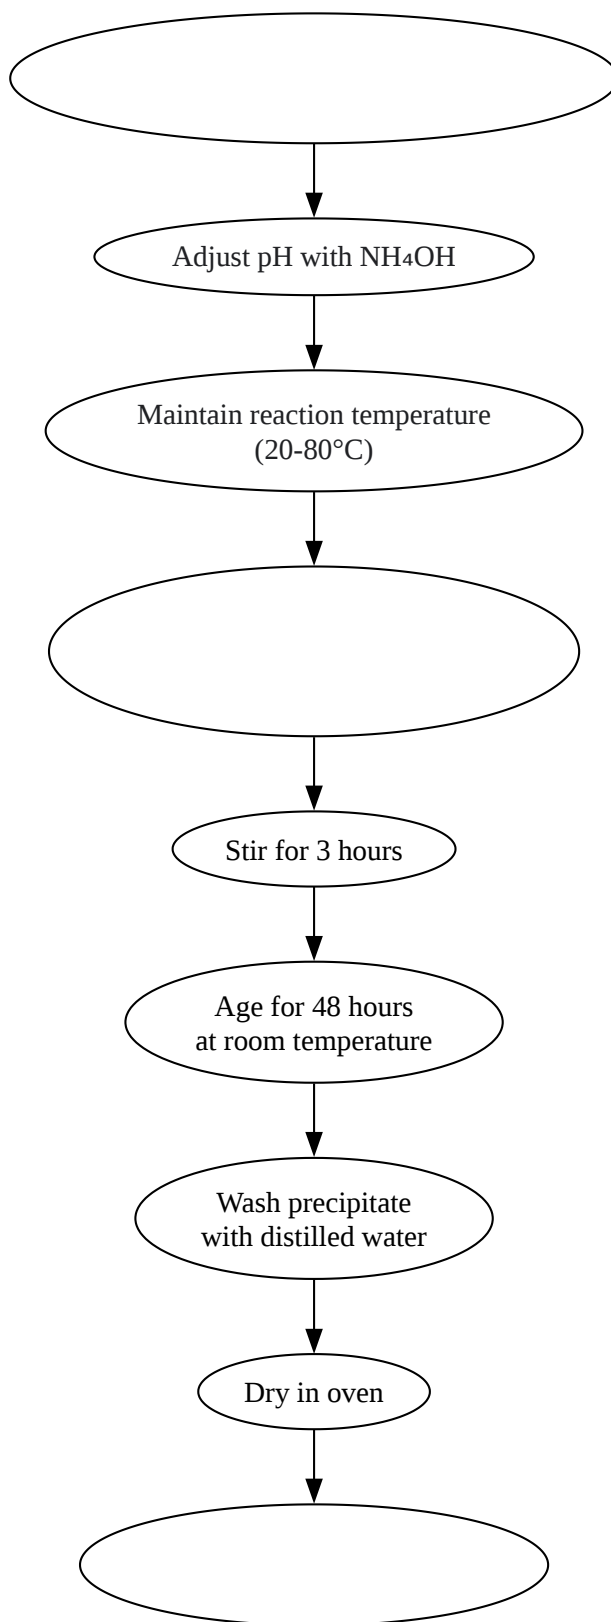 Adjust pH with NH₄OH
Maintain reaction temperature
(20-80°C)
Stir for 3 hours
Age for 48 hours
at room temperature
Wash precipitate
with distilled water
Dry in oven